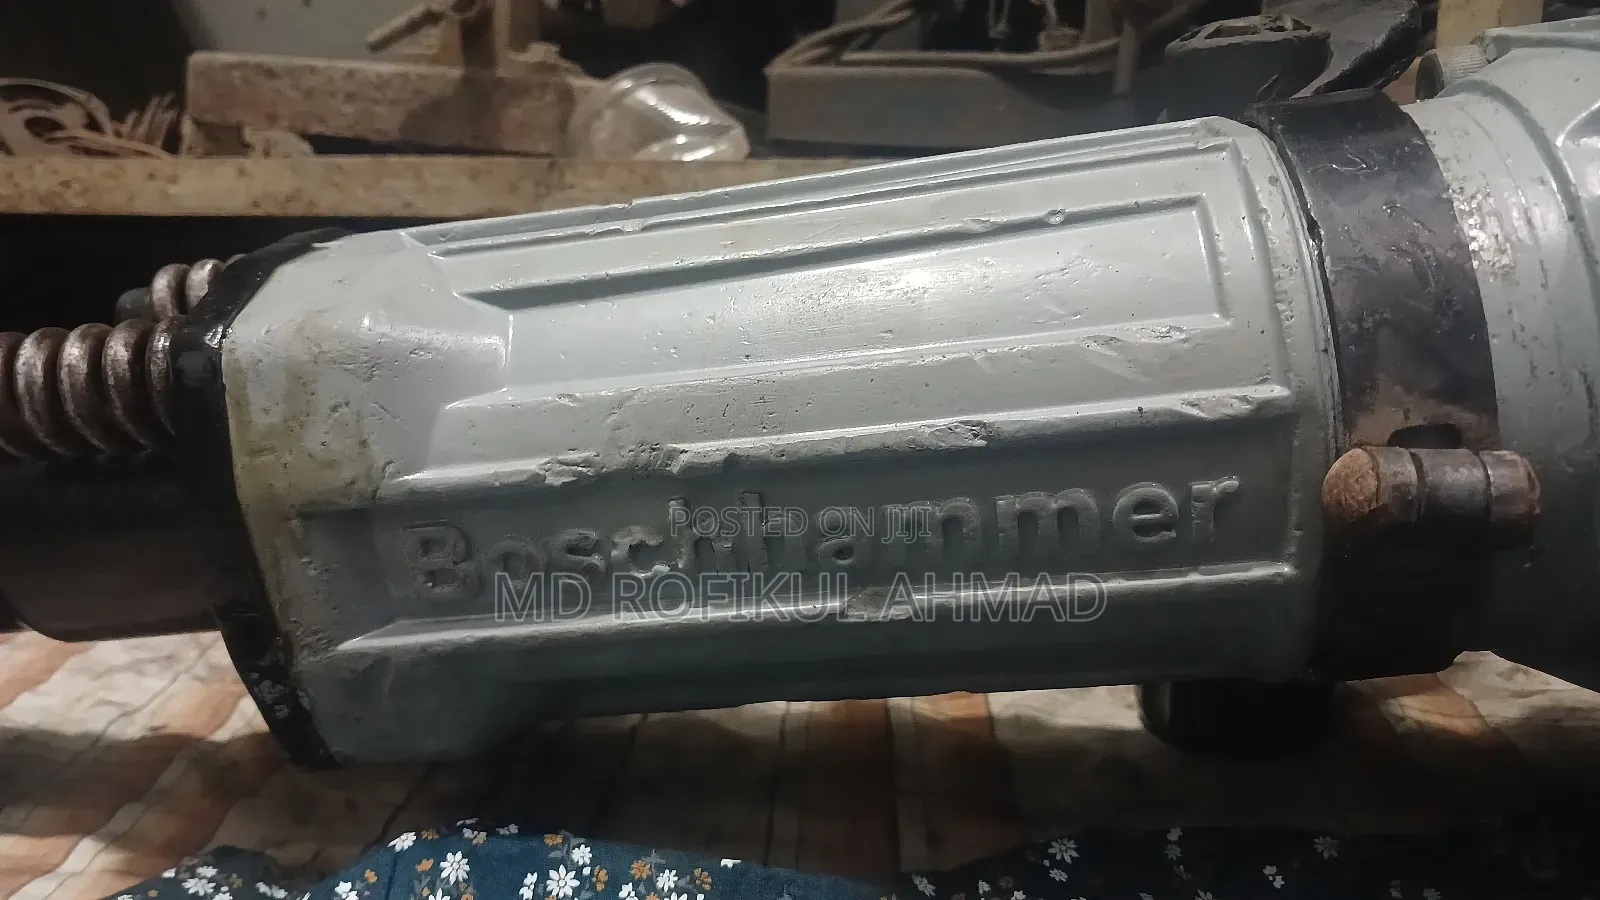 Boschhammer
POSTED ON JIJI
MD ROFIKUL AHMAD